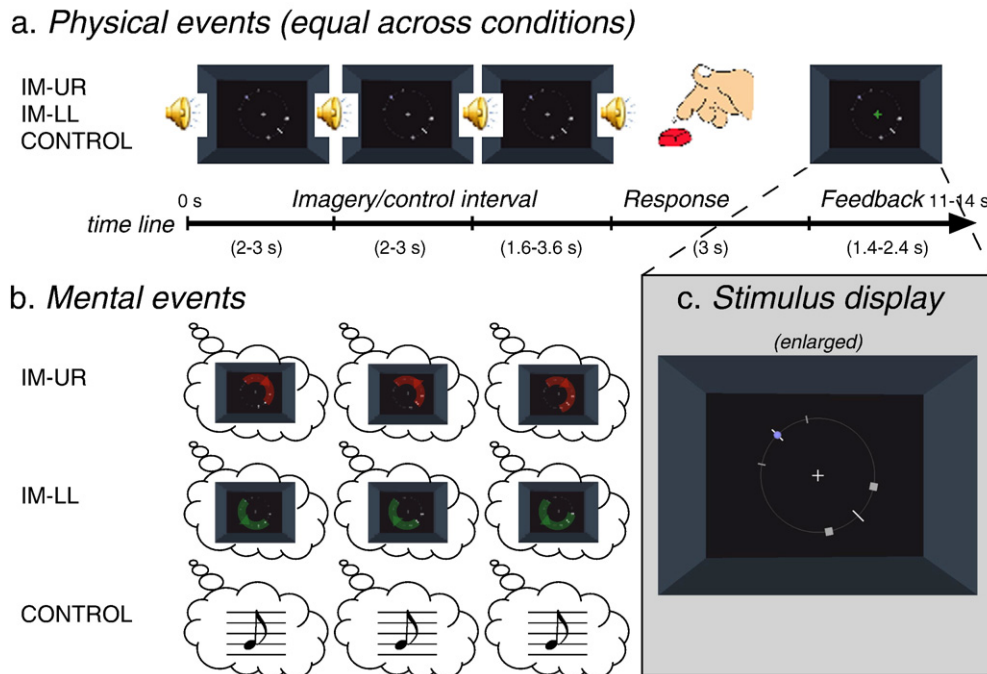 a. Physical events (equal across conditions)
IM-UR
IM-LL
CONTROL
0 s
Imagery/control interval
Response
Feedback
11-14 s
time line
(2-3 s)
(2-3 s)
(1.6-3.6 s)
(3 s)
(1.4-2.4 s)
b. Mental events
IM-UR
IM-LL
CONTROL
c. Stimulus display
(enlarged)